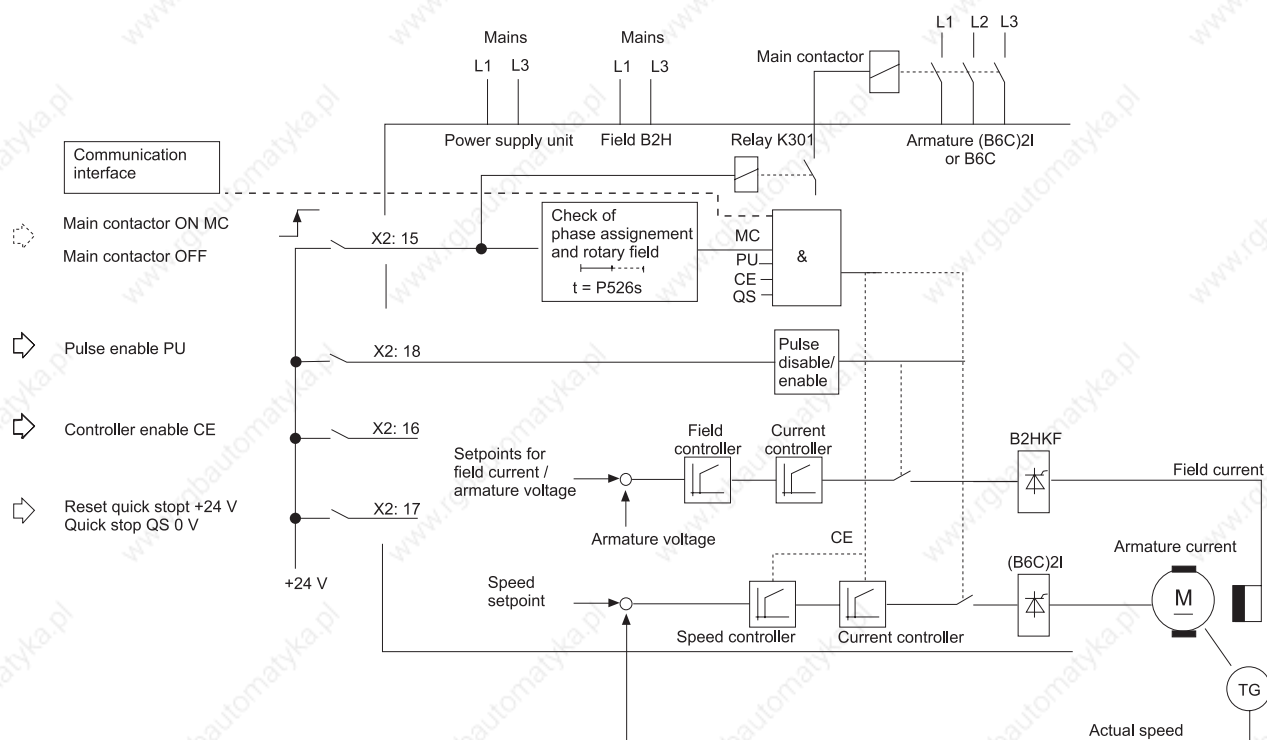 L1 L2 L3
Mains Mains
Main contactor
L1 L3 L1 L3
Power supply unit Field B2H Relay K301 Armature (B6C)2I
or B6C
Communication
interface
Main contactor ON MC
Main contactor OFF
X2: 15
Check of
phase assignement
and rotary field
t = P526s
MC
PU
CE
QS
&
Pulse enable PU
X2: 18
Pulse
disable/
enable
Controller enable CE
X2: 16
Setpoints for
field current /
armature voltage
Field
controller
Current
controller
B2HKF
Field current
Reset quick stopt +24 V
Quick stop QS 0 V
X2: 17
Armature voltage
CE
Armature current
+24 V
Speed
setpoint
(B6C)2I
M
Speed controller
Current controller
TG
Actual speed
www.rgbautomatyka.pl